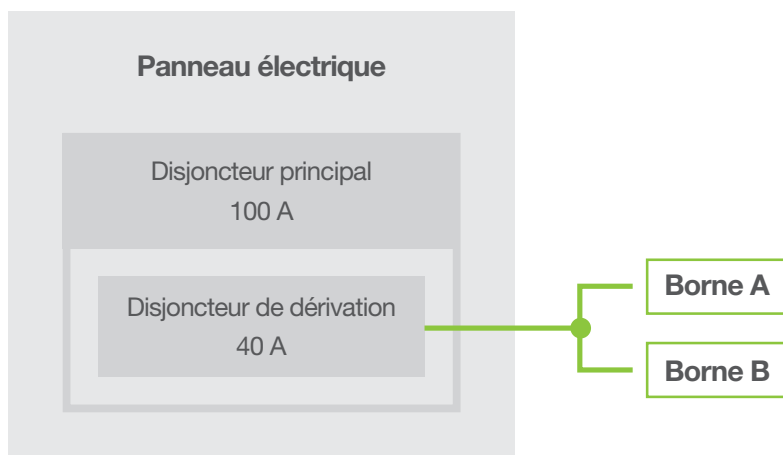 Panneau électrique
Disjoncteur principal
100 A
Disjoncteur de dérivation
40 A
Borne A
Borne B